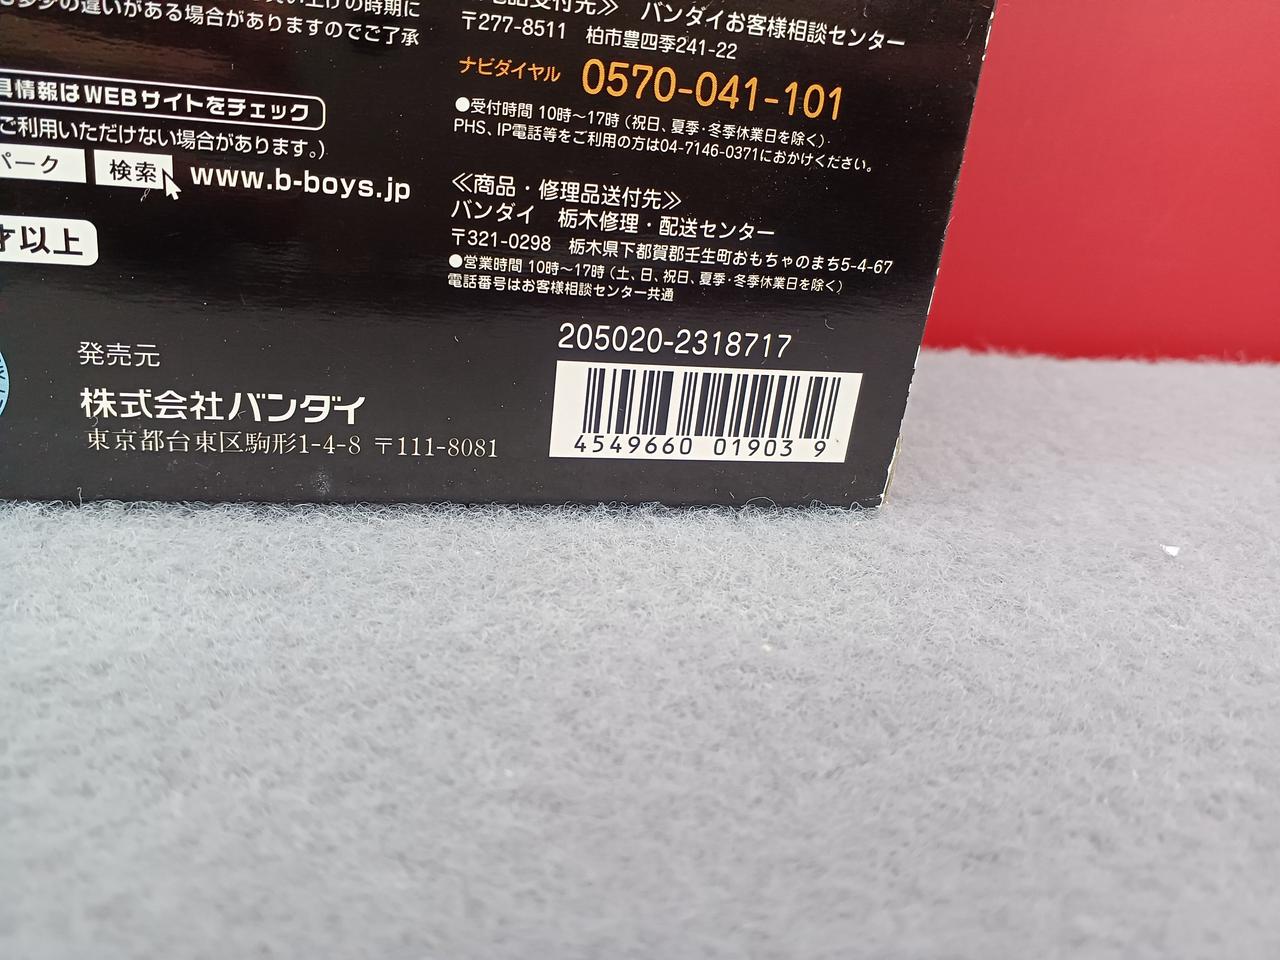 多少の違いがある場合がありますのでご了承
具情報はWEBサイトをチェック
ご利用いただけない場合があります。)
パーク 検索 www.b-boys.jp
才以上
発売元
株式会社バンダイ
東京都台東区駒形1-4-8 〒111-8081
バンダイお客様相談センター
〒277-8511 柏市豊四季241-22
ナビダイヤル 0570-041-101
●受付時間 10時〜17時(祝日、夏季・冬季休業日を除く)
PHS、IP電話等をご利用の方は04-7146-0371におかけください。
≪商品・修理品送付先≫
バンダイ 栃木修理・配送センター
〒321-0298 栃木県下都賀郡壬生町おもちゃのまち5-4-67
●営業時間 10時〜17時(土、日、祝日、夏季・冬季休業日を除く)
電話番号はお客様相談センター共通
205020-2318717
4549660 01903 9